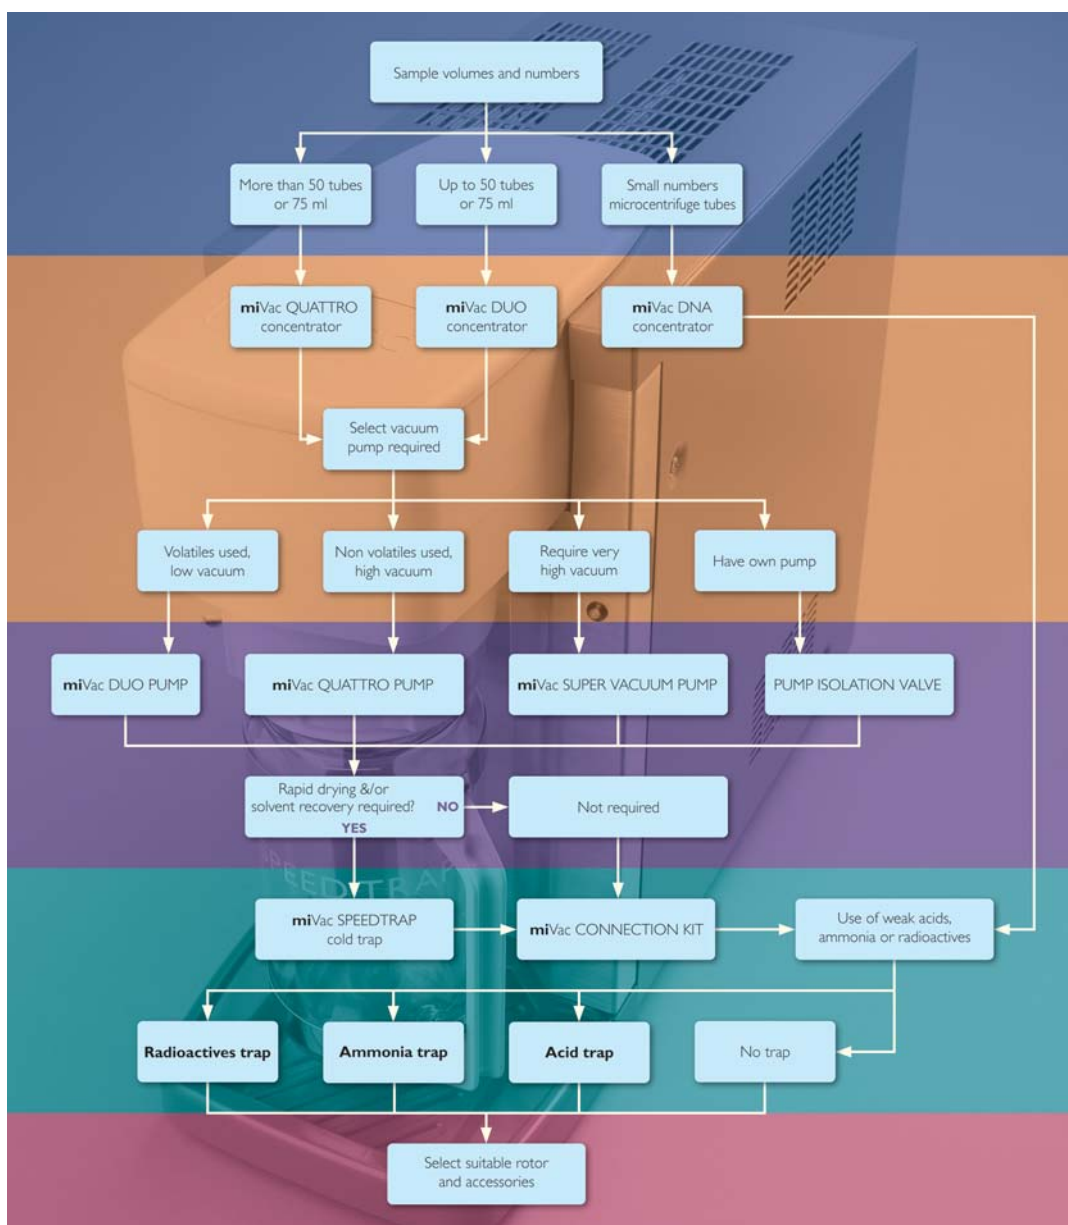 Sample volumes and numbers
More than 50 tubes
or 75 ml
Up to 50 tubes
or 75 ml
Small numbers
microcentrifuge tubes
miVac QUATTRO
concentrator
miVac DUO
concentrator
miVac DNA
concentrator
Select vacuum
pump required
Volatiles used,
low vacuum
Non volatiles used,
high vacuum
Require very
high vacuum
Have own pump
miVac DUO PUMP
miVac QUATTRO PUMP
miVac SUPER VACUUM PUMP
PUMP ISOLATION VALVE
Rapid drying &/or
solvent recovery required? NO
YES
Not required
SPEED TRAP
miVac SPEEDTRAP
cold trap
miVac CONNECTION KIT
Use of weak acids,
ammonia or radioactives
Radioactives trap
Ammonia trap
Acid trap
No trap
Select suitable rotor
and accessories